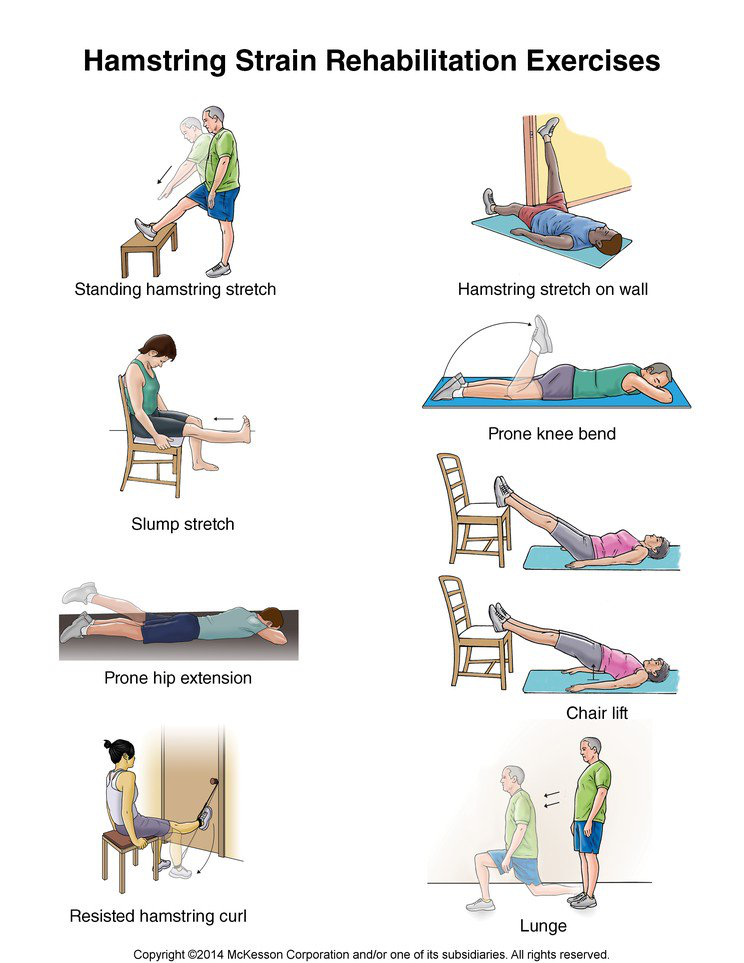 Hamstring Strain Rehabilitation Exercises
Standing hamstring stretch
Hamstring stretch on wall
Slump stretch
Prone knee bend
Prone hip extension
Chair lift
Resisted hamstring curl
Lunge
Copyright ©2014 McKesson Corporation and/or one of its subsidiaries. All rights reserved.